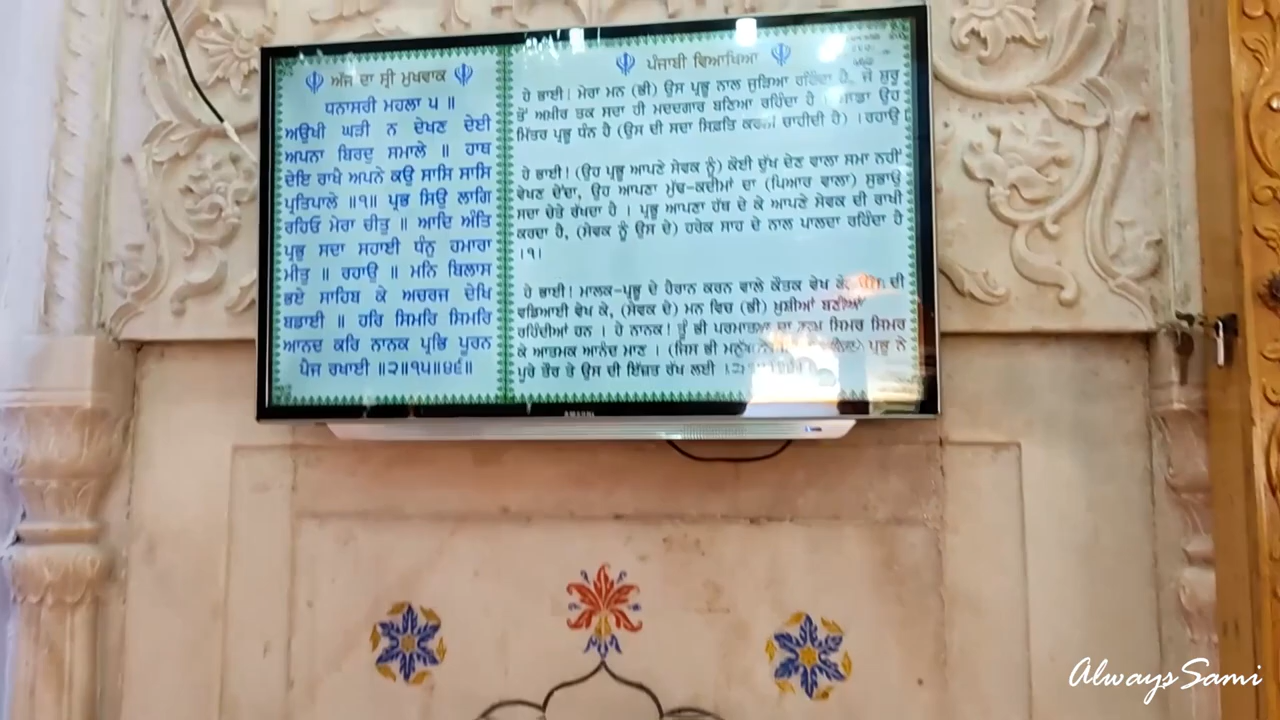 ਅੱਜ ਦਾ ਸ੍ਰੀ ਮੁਖਵਾਕ
ਧਨਾਸਰੀ ਮਹਲਾ ੫ ॥
ਅਉਖੀ ਘੜੀ ਨ ਦੇਖਣ ਦੇਈ
ਅਪਨਾ ਬਿਰਦੁ ਸਮਾਲੇ ॥ ਹਾਥ
ਦੇਇ ਰਾਖੈ ਅਪਨੇ ਕਉ ਸਾਸਿ ਸਾਸਿ
ਪ੍ਰਤਿਪਾਲੇ ॥੧॥ ਪ੍ਰਭ ਸਿਉ ਲਾਗਿ
ਰਹਿਓ ਮੇਰਾ ਚੀਤੁ ॥ ਆਦਿ ਅੰਤਿ
ਪ੍ਰਭੁ ਸਦਾ ਸਹਾਈ ਧੰਨੁ ਹਮਾਰਾ
ਮੀਤੁ ॥ ਰਹਾਉ ॥ ਮਨਿ ਬਿਲਾਸ
ਭਏ ਸਾਹਿਬ ਕੇ ਅਚਰਜ ਦੇਖਿ
ਬਡਾਈ ॥ ਹਰਿ ਸਿਮਰਿ ਸਿਮਰਿ
ਆਨਦ ਕਰਿ ਨਾਨਕ ਪ੍ਰਭਿ ਪੂਰਨ
ਪੈਜ ਰਖਾਈ ॥੨॥੧੫॥੪੬॥
ਪੰਜਾਬੀ ਵਿਆਖਿਆ
ਹੇ ਭਾਈ! ਮੇਰਾ ਮਨ (ਭੀ) ਉਸ ਪ੍ਰਭੂ ਨਾਲ ਜੁੜਿਆ ਰਹਿੰਦਾ ਹੈ, ਜੋ ਸ਼ੁਰੂ
ਤੋਂ ਅਖ਼ੀਰ ਤਕ ਸਦਾ ਹੀ ਮਦਦਗਾਰ ਬਣਿਆ ਰਹਿੰਦਾ ਹੈ । ਸਾਡਾ ਉਹ
ਮਿੱਤਰ ਪ੍ਰਭੂ ਧੰਨ ਹੈ (ਉਸ ਦੀ ਸਦਾ ਸਿਫ਼ਤਿ ਕਰਨੀ ਚਾਹੀਦੀ ਹੈ) ।ਰਹਾਉ
ਹੇ ਭਾਈ! (ਉਹ ਪ੍ਰਭੂ ਆਪਣੇ ਸੇਵਕ ਨੂੰ) ਕੋਈ ਦੁੱਖ ਦੇਣ ਵਾਲਾ ਸਮਾ ਨਹੀਂ
ਵੇਖਣ ਦੇਂਦਾ, ਉਹ ਆਪਣਾ ਮੁੱਢ-ਕਦੀਮਾਂ ਦਾ (ਪਿਆਰ ਵਾਲਾ) ਸੁਭਾਉ
ਸਦਾ ਚੇਤੇ ਰੱਖਦਾ ਹੈ । ਪ੍ਰਭੂ ਆਪਣਾ ਹੱਥ ਦੇ ਕੇ ਆਪਣੇ ਸੇਵਕ ਦੀ ਰਾਖੀ
ਕਰਦਾ ਹੈ, (ਸੇਵਕ ਨੂੰ ਉਸ ਦੇ) ਹਰੇਕ ਸਾਹ ਦੇ ਨਾਲ ਪਾਲਦਾ ਰਹਿੰਦਾ ਹੈ
।੧।
ਹੇ ਭਾਈ! ਮਾਲਕ-ਪ੍ਰਭੂ ਦੇ ਹੈਰਾਨ ਕਰਨ ਵਾਲੇ ਕੌਤਕ ਵੇਖ ਕੇ, ਦੀ
ਵਡਿਆਈ ਵੇਖ ਕੇ, (ਸੇਵਕ ਦੇ) ਮਨ ਵਿਚ (ਭੀ) ਖ਼ੁਸ਼ੀਆਂ ਬਣੀਆਂ
ਰਹਿੰਦੀਆਂ ਹਨ । ਹੇ ਨਾਨਕ! ਤੂੰ ਭੀ ਪਰਮਾਤਮਾ ਦਾ ਨਾਮ ਸਿਮਰ ਸਿਮਰ
ਕੇ ਆਤਮਕ ਆਨੰਦ ਮਾਣ । (ਜਿਸ ਭੀ ਪ੍ਰਭੂ ਨੇ
ਪੂਰੇ ਤੌਰ ਤੇ ਉਸ ਦੀ ਇੱਜ਼ਤ ਰੱਖ ਲਈ
AlwaysSami